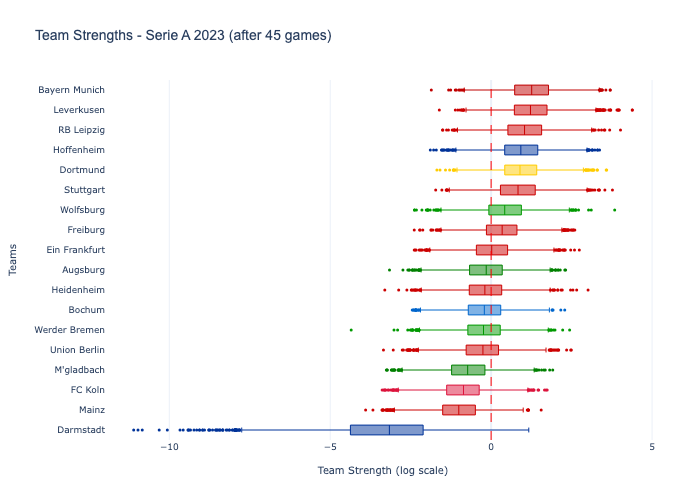 Team Strengths - Serie A 2023 (after 45 games)
Bayern Munich
Leverkusen
RB Leipzig
Hoffenheim
Dortmund
Stuttgart
Wolfsburg
Freiburg
Ein Frankfurt
Augsburg
Heidenheim
Bochum
Werder Bremen
Union Berlin
M'gladbach
FC Koln
Mainz
Darmstadt
Teams
−10
−5
0
5
Team Strength (log scale)